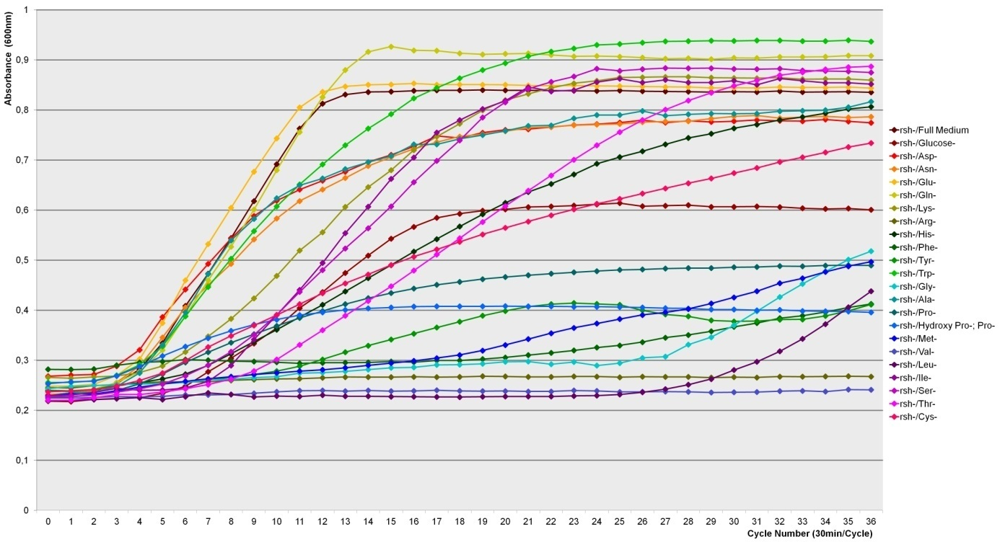 Absorbance (600nm)
1
0,9
0,8
0,7
0,6
0,5
0,4
0,3
0,2
0,1
0
0 1 2 3 4 5 6 7 8 9 10 11 12 13 14 15 16 17 18 19 20 21 22 23 24 25 26 27 28 29 30 31 32 33 34 35 36
Cycle Number (30min/Cycle)
rsh-/Full Medium
rsh-/Glucose-
rsh-/Asp-
rsh-/Asn-
rsh-/Glu-
rsh-/Gln-
rsh-/Lys-
rsh-/Arg-
rsh-/His-
rsh-/Phe-
rsh-/Tyr-
rsh-/Trp-
rsh-/Gly-
rsh-/Ala-
rsh-/Pro-
rsh-/Hydroxy Pro-; Pro-
rsh-/Met-
rsh-/Val-
rsh-/Leu-
rsh-/Ile-
rsh-/Ser-
rsh-/Thr-
rsh-/Cys-